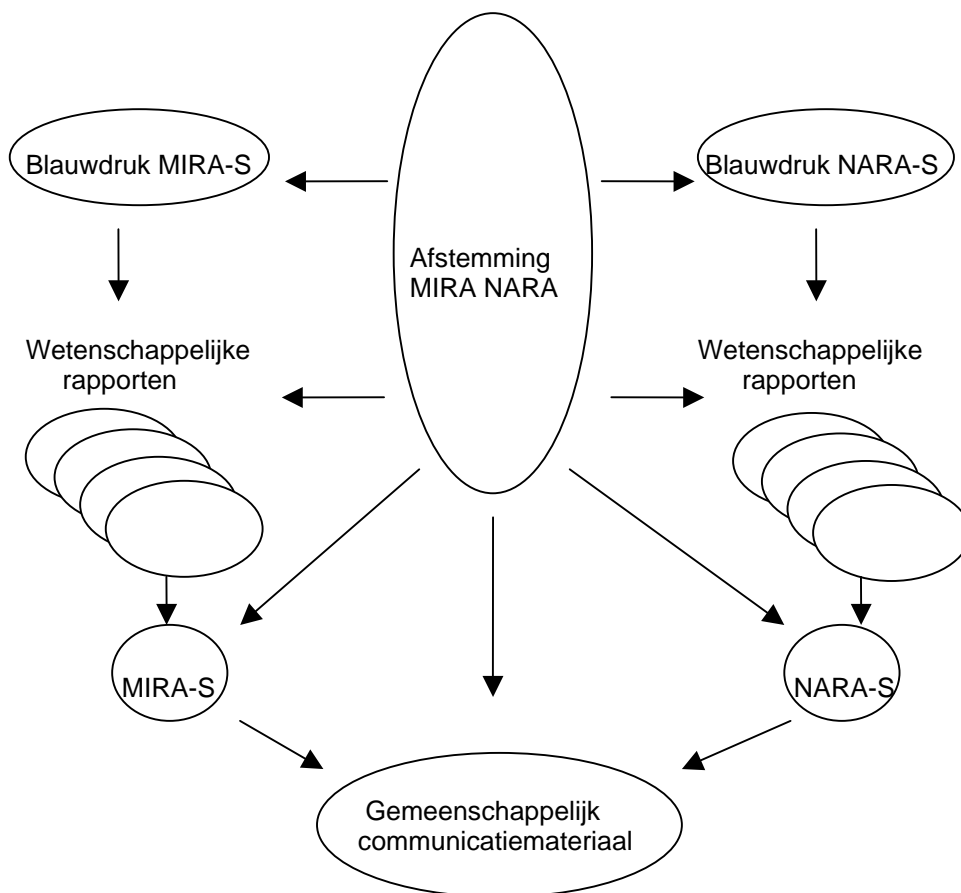 Blauwdruk MIRA-S
Blauwdruk NARA-S
Afstemming
MIRA NARA
Wetenschappelijke
rapporten
Wetenschappelijke
rapporten
MIRA-S
NARA-S
Gemeenschappelijk
communicatiemateriaal